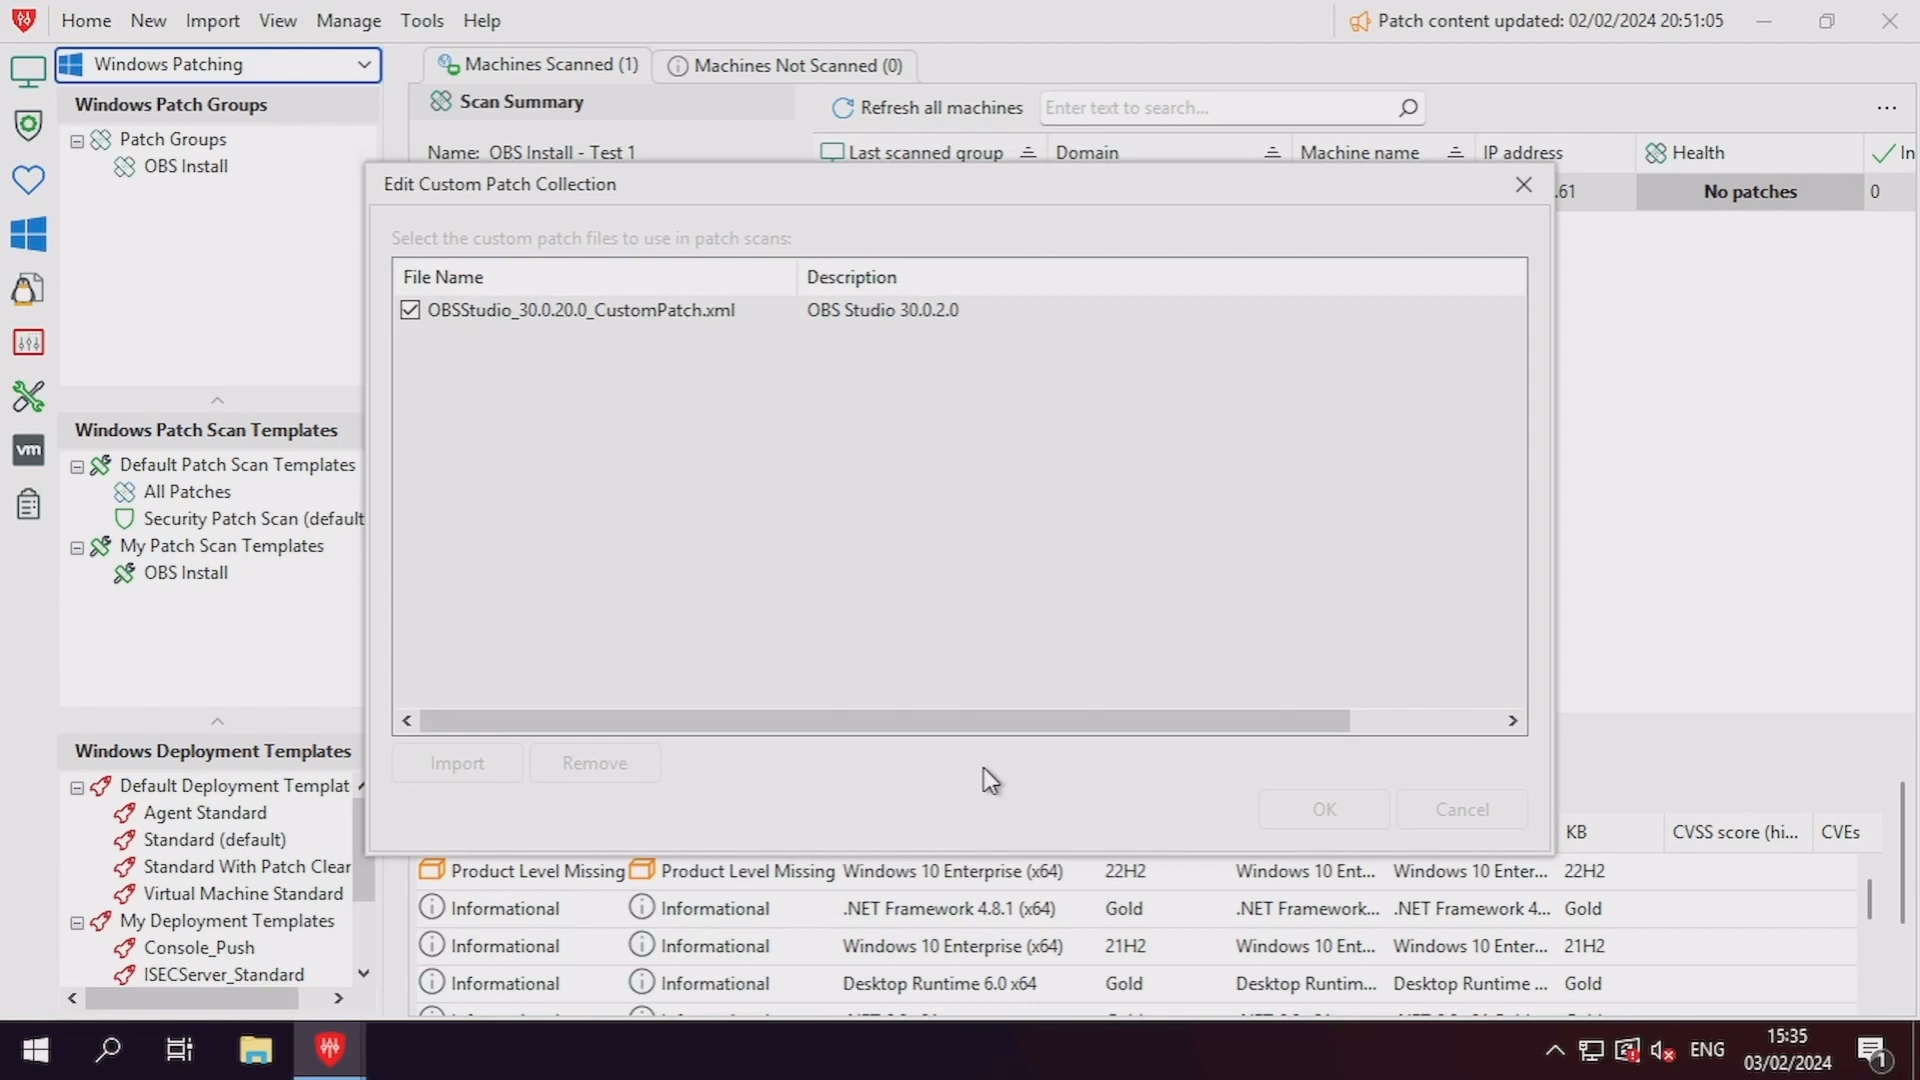 Home New Import View Manage Tools Help
Patch content updated: 02/02/2024 20:51:05
Windows Patching
Machines Scanned (1)
Machines Not Scanned (0)
Windows Patch Groups
Patch Groups
OBS Install
Scan Summary
Refresh all machines
Enter text to search...
Name: OBS Install - Test 1
Last scanned group Domain Machine name IP address Health In
.61 No patches 0
Edit Custom Patch Collection
Select the custom patch files to use in patch scans:
File Name Description
OBSStudio_30.0.20.0_CustomPatch.xml OBS Studio 30.0.2.0
Import Remove
OK Cancel
vm
Windows Patch Scan Templates
Default Patch Scan Templates
All Patches
Security Patch Scan (default
My Patch Scan Templates
OBS Install
Windows Deployment Templates
Default Deployment Templat
Agent Standard
Standard (default)
Standard With Patch Clear
Virtual Machine Standard
My Deployment Templates
Console_Push
ISECServer_Standard
KB CVSS score (hi... CVEs
Product Level Missing Product Level Missing Windows 10 Enterprise (x64) 22H2 Windows 10 Ent... Windows 10 Enter... 22H2
Informational Informational .NET Framework 4.8.1 (x64) Gold .NET Framework... .NET Framework 4... Gold
Informational Informational Windows 10 Enterprise (x64) 21H2 Windows 10 Ent... Windows 10 Enter... 21H2
Informational Informational Desktop Runtime 6.0 x64 Gold Desktop Runtim... Desktop Runtime ... Gold
ENG
15:35
03/02/2024
1